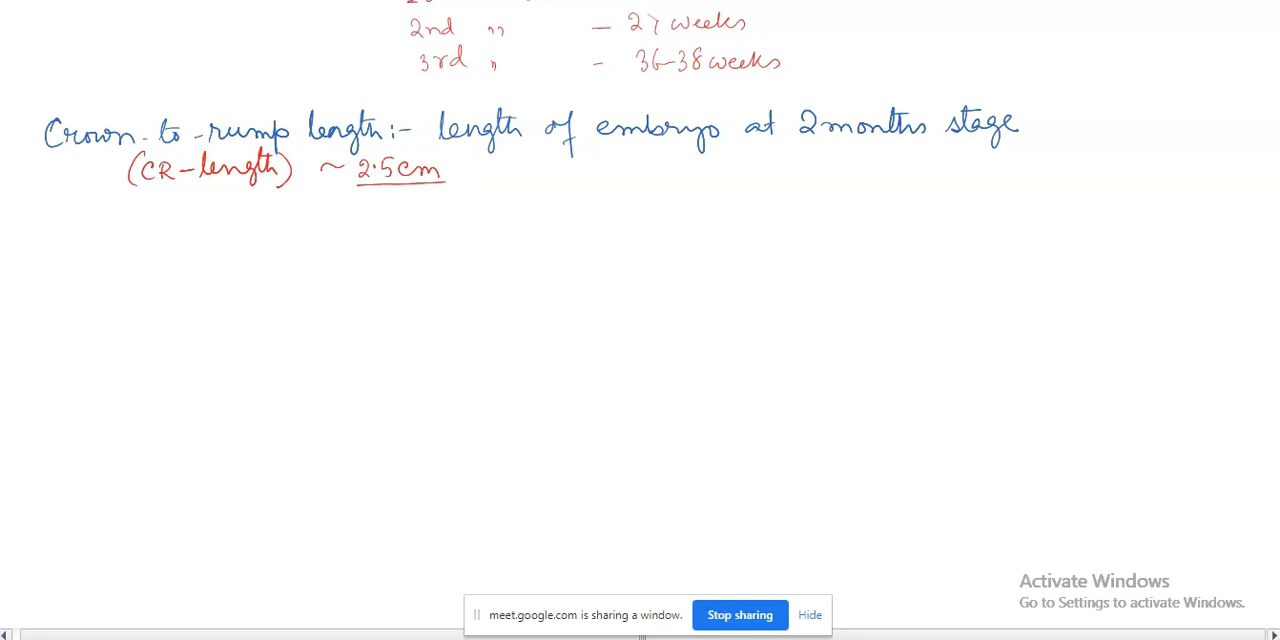 2nd " - 27 weeks
3rd " - 36-38 weeks
Crown-to-rump length:- length of embryo at 2 months stage
(CR-length) ~ 2.5cm
Activate Windows
Go to Settings to activate Windows.
meet.google.com is sharing a window. Stop sharing Hide